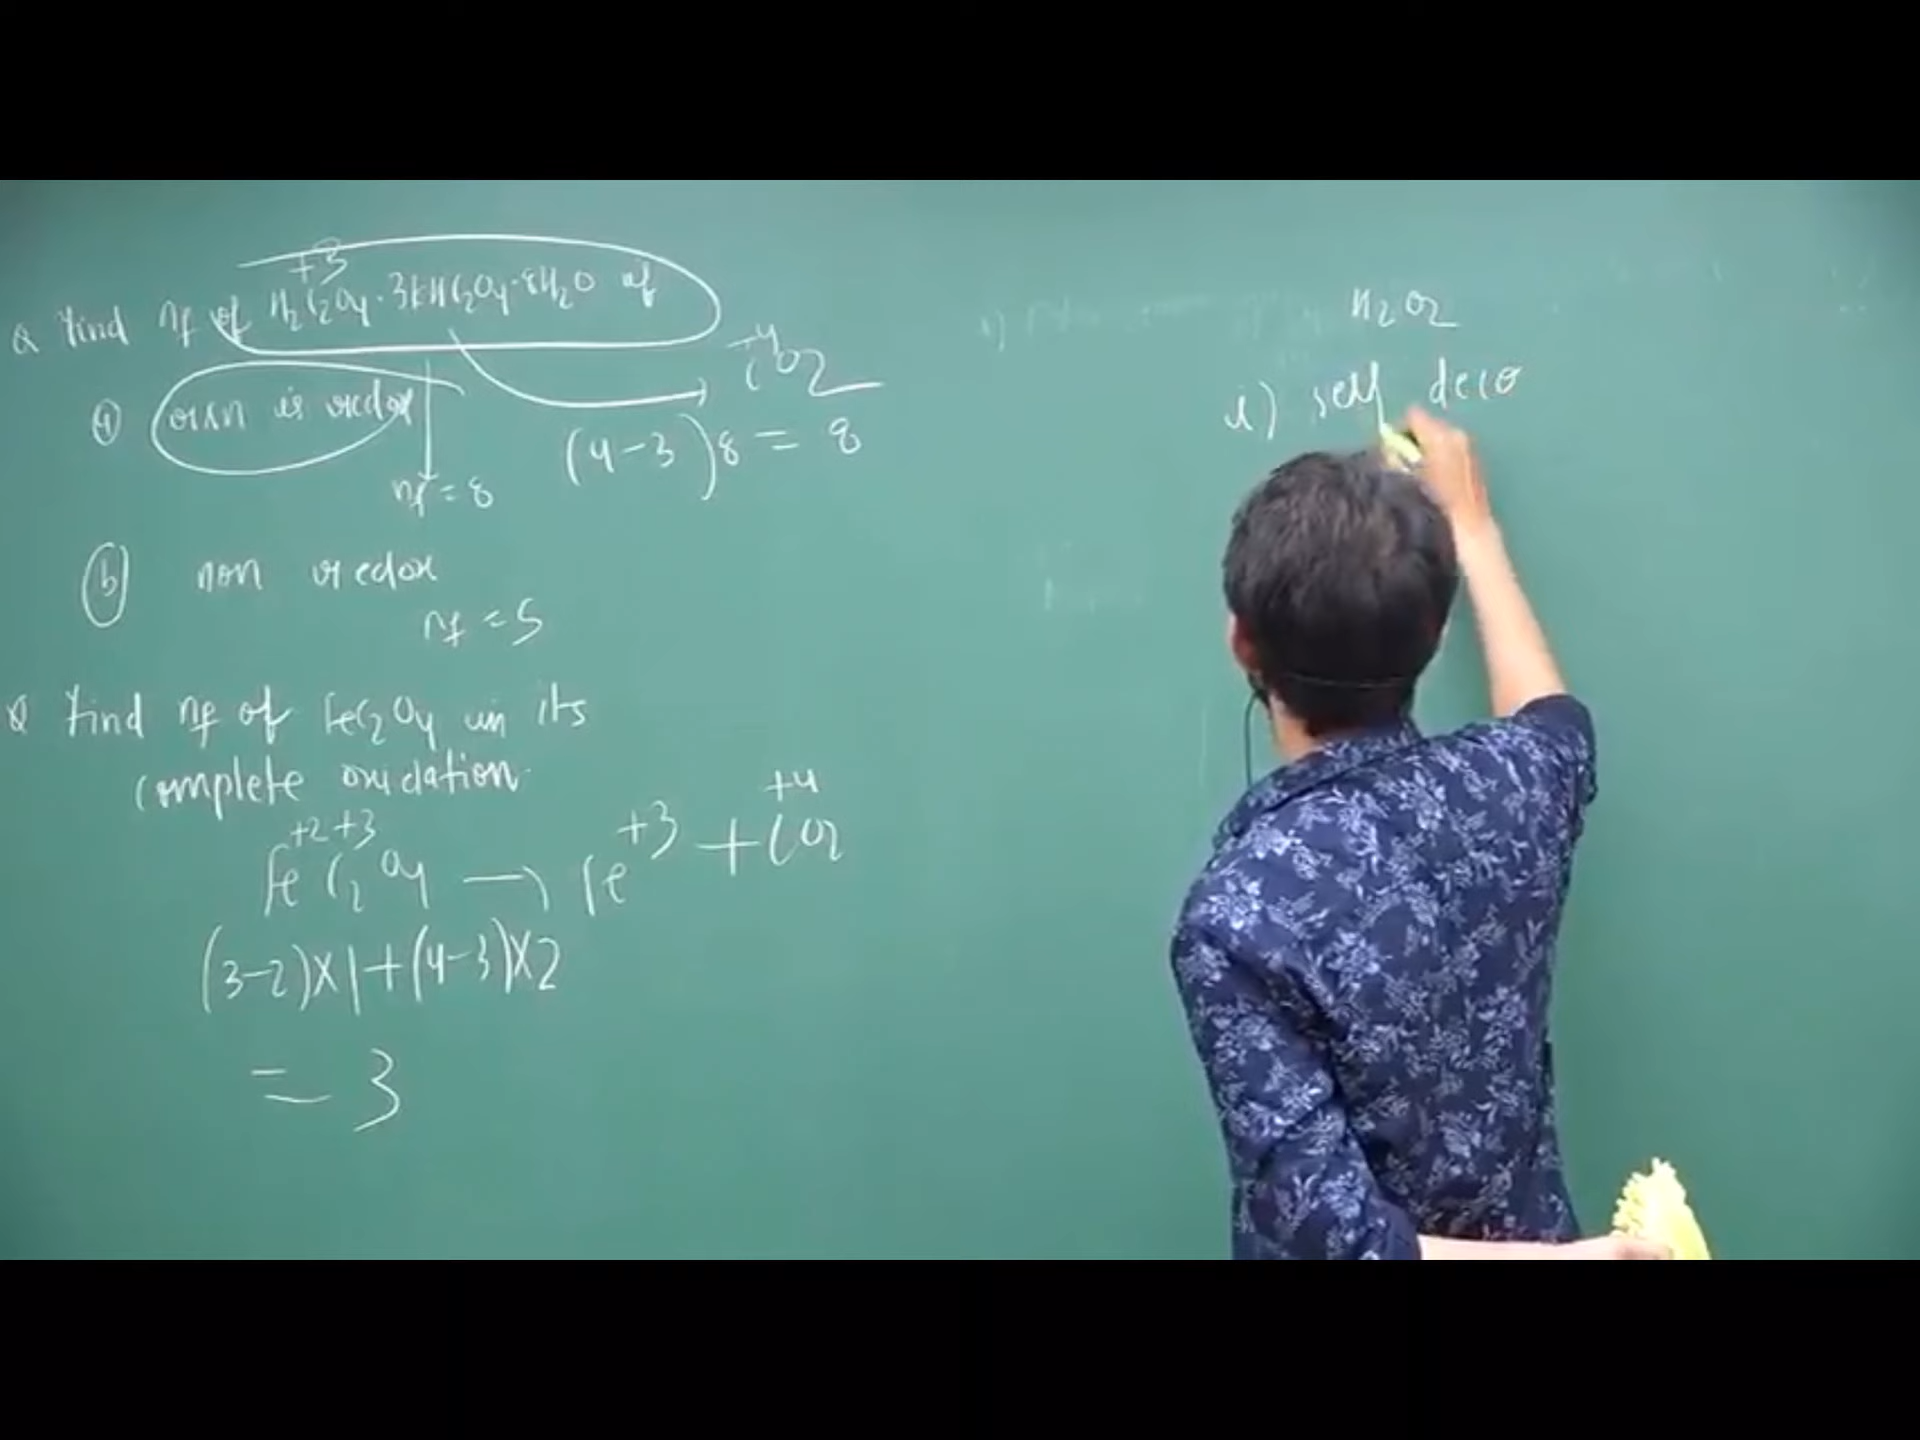 +3
Q Find nf of H2C2O4·3KHC2O4·8H2O if
+4
CO2
(a) rxn is redox
(4-3)8 = 8
nf = 8
(b) non redox
nf = 5
Q Find nf of FeC2O4 in its
complete oxidation.
+2 +3 +3 +4
FeC2O4 → Fe + CO2
(3-2)X1+(4-3)X2
= 3
H2O2
i) self deco